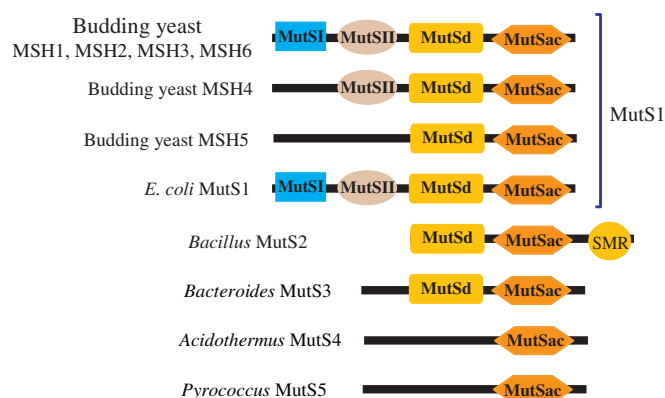 Budding yeast
MSH1, MSH2, MSH3, MSH6
MutSI MutSII MutSd MutSac
Budding yeast MSH4
MutSII MutSd MutSac
MutS1
Budding yeast MSH5
MutSd MutSac
E. coli MutS1
MutSI MutSII MutSd MutSac
Bacillus MutS2
MutSd MutSac SMR
Bacteroides MutS3
MutSd MutSac
Acidothermus MutS4
MutSac
Pyrococcus MutS5
MutSac